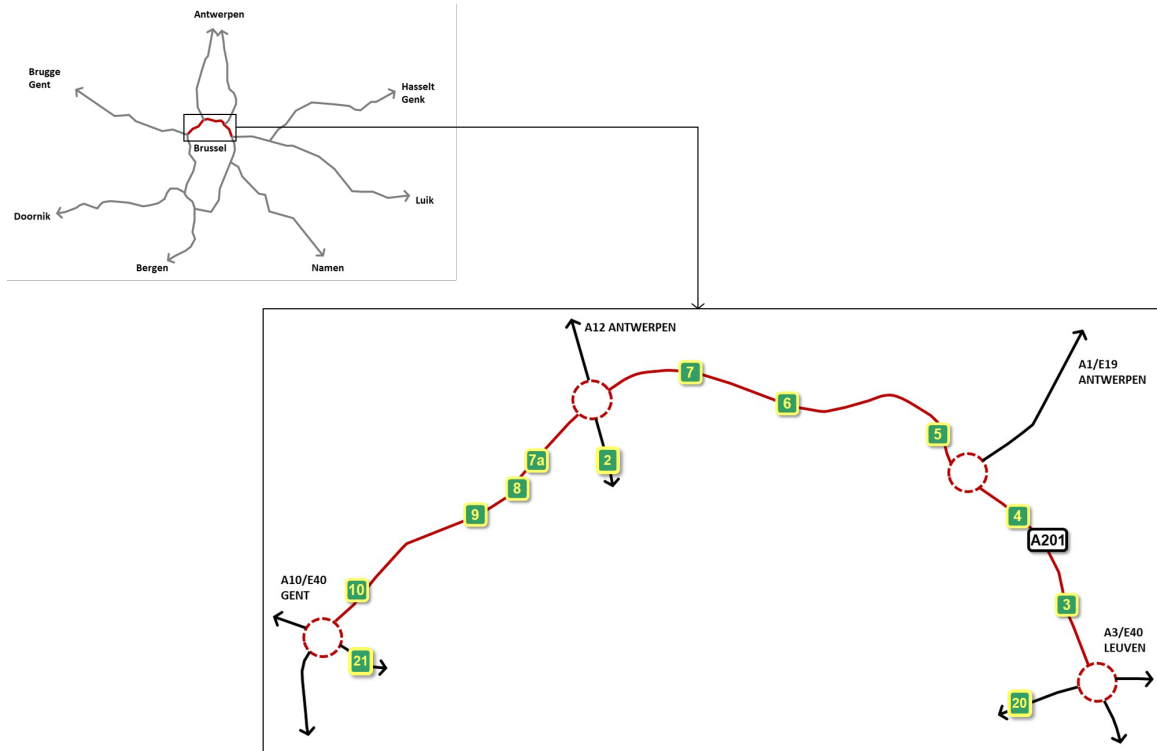 Antwerpen
Brugge
Gent
Hasselt
Genk
Brussel
Luik
Doornik
Bergen
Namen
A12 ANTWERPEN
A1/E19
ANTWERPEN
7
6
5
7a
2
8
9
4
A201
A10/E40
GENT
10
3
A3/E40
LEUVEN
21
20